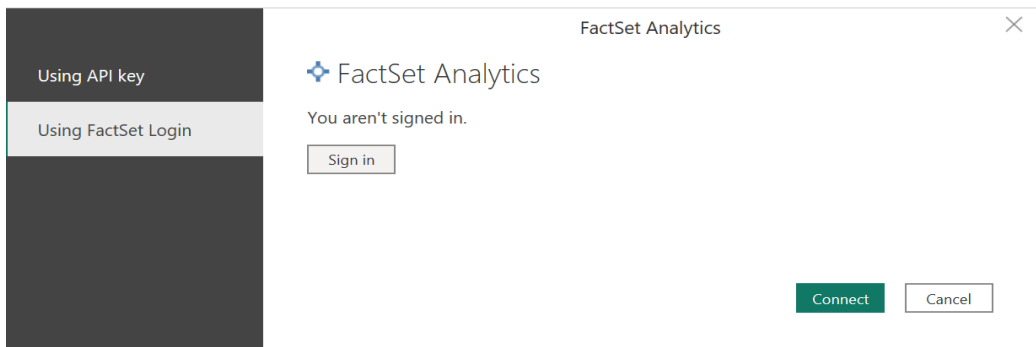 FactSet Analytics
Using API key
Using FactSet Login
FactSet Analytics
You aren't signed in.
Sign in
Connect
Cancel